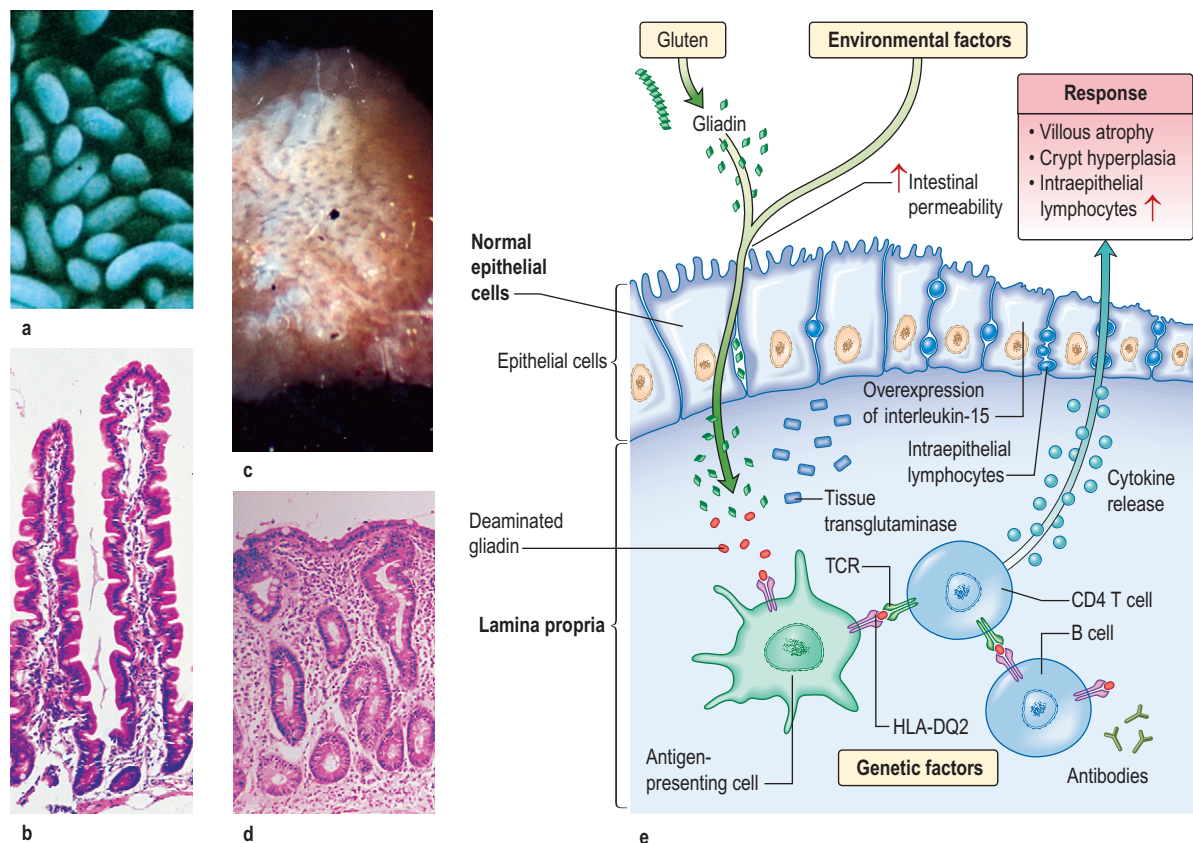 a
b
c
d
Gluten
Environmental factors
Gliadin
Response
• Villous atrophy
• Crypt hyperplasia
• Intraepithelial
lymphocytes ↑
↑ Intestinal
permeability
Normal
epithelial
cells
Epithelial cells
Overexpression
of interleukin-15
Intraepithelial
lymphocytes
Cytokine
release
Tissue
transglutaminase
Deaminated
gliadin
TCR
CD4 T cell
Lamina propria
B cell
HLA-DQ2
Antigen-
presenting cell
Genetic factors
Antibodies
e